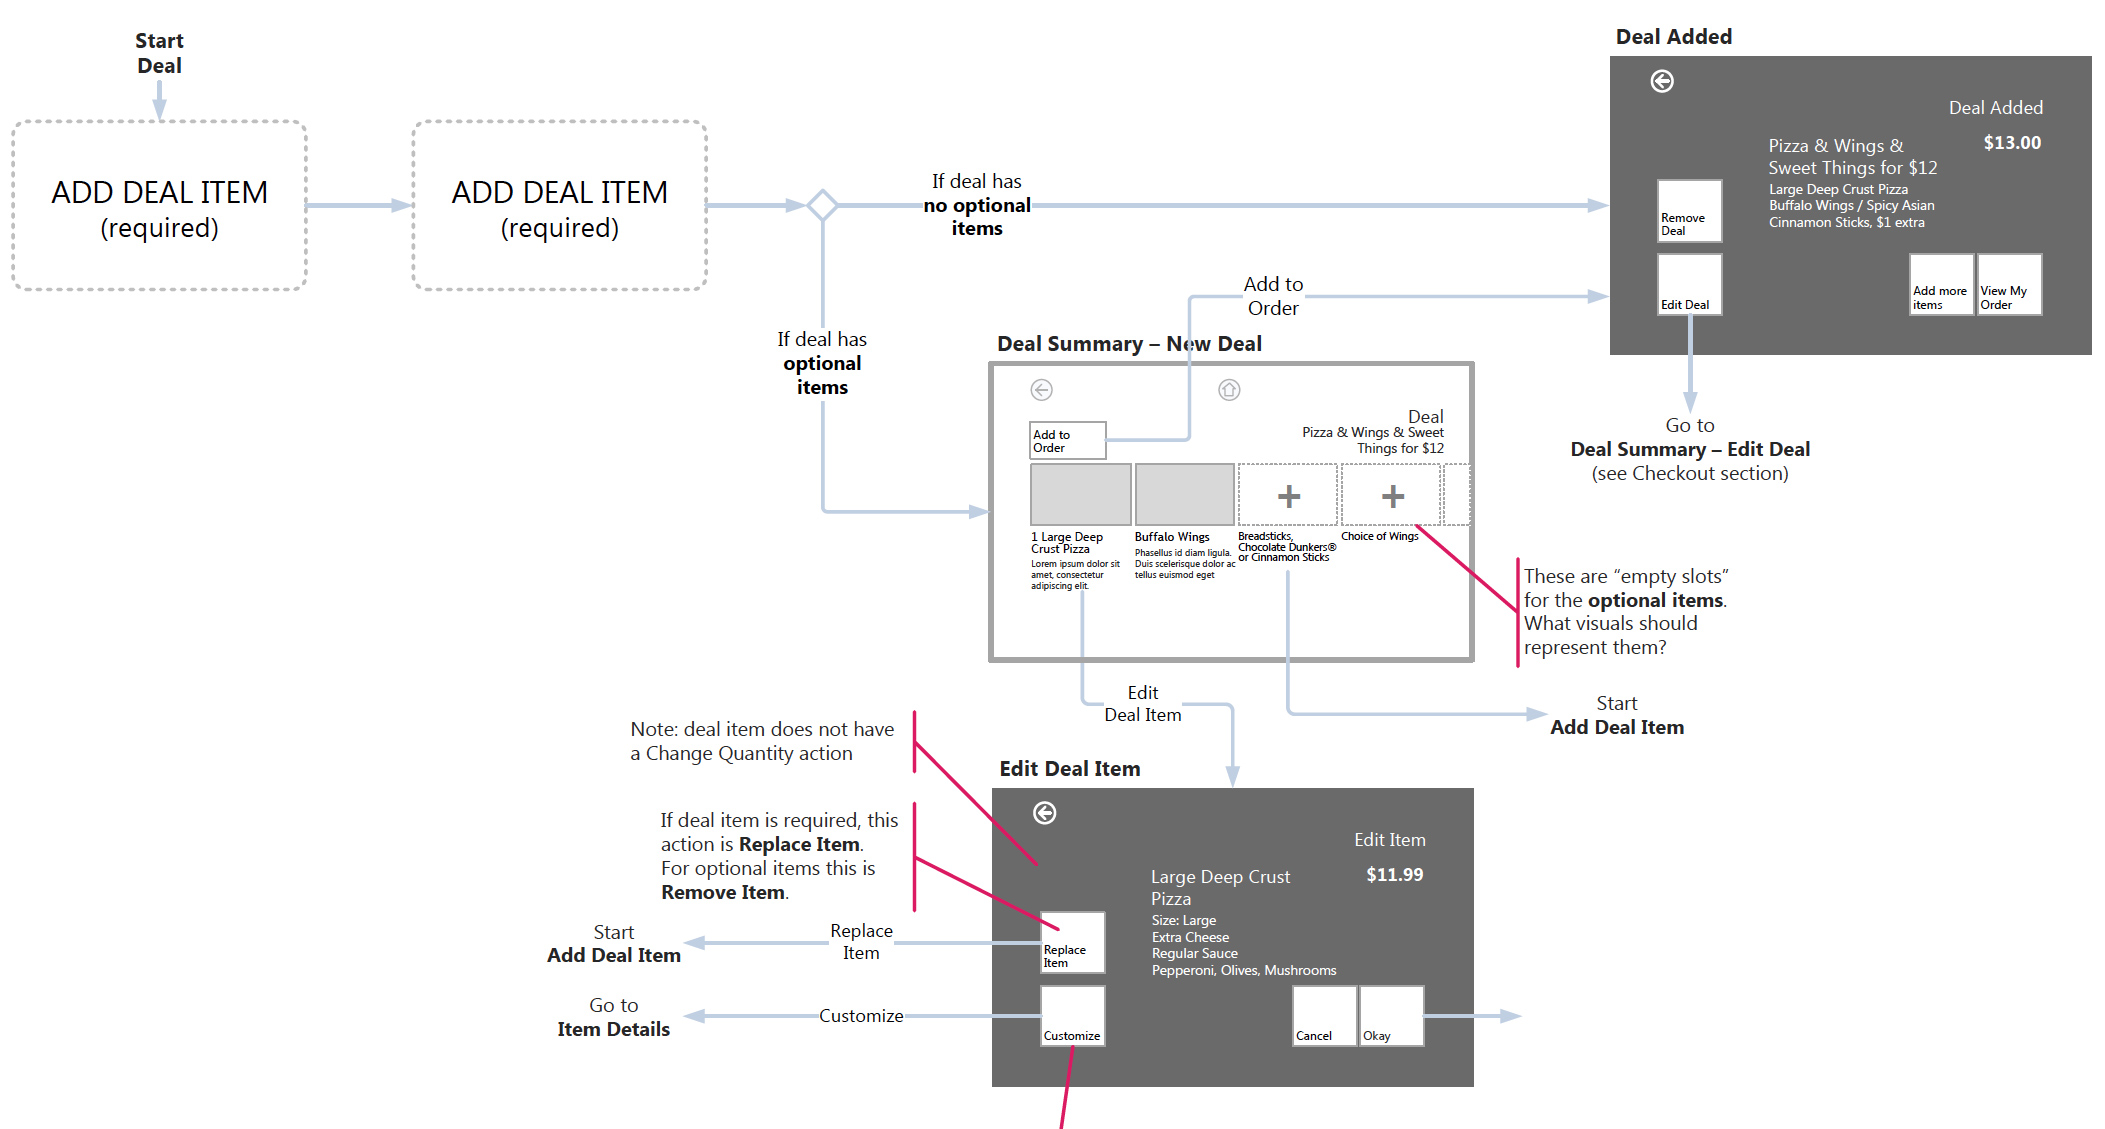 Start
Deal
ADD DEAL ITEM
(required)
ADD DEAL ITEM
(required)
If deal has
no optional
items
If deal has
optional
items
Deal Added
Deal Added
$13.00
Pizza & Wings &
Sweet Things for $12
Large Deep Crust Pizza
Buffalo Wings / Spicy Asian
Cinnamon Sticks, $1 extra
Remove
Deal
Edit Deal
Add more
items
View My
Order
Go to
Deal Summary – Edit Deal
(see Checkout section)
Add to
Order
Deal Summary – New Deal
Deal
Pizza & Wings & Sweet
Things for $12
Add to
Order
+
+
1 Large Deep
Crust Pizza
Lorem ipsum dolor sit
amet, consectetur
adipiscing elit.
Buffalo Wings
Phasellus id diam ligula.
Duis scelerisque dolor ac
tellus euismod eget
Breadsticks,
Chocolate Dunkers®
or Cinnamon Sticks
Choice of Wings
These are “empty slots”
for the optional items.
What visuals should
represent them?
Edit
Deal Item
Start
Add Deal Item
Note: deal item does not have
a Change Quantity action
If deal item is required, this
action is Replace Item.
For optional items this is
Remove Item.
Edit Deal Item
Edit Item
$11.99
Large Deep Crust
Pizza
Size: Large
Extra Cheese
Regular Sauce
Pepperoni, Olives, Mushrooms
Replace
Item
Customize
Cancel
Okay
Replace
Item
Start
Add Deal Item
Customize
Go to
Item Details